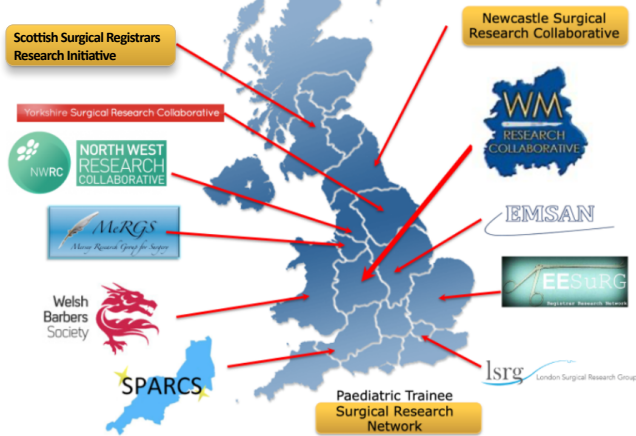 Scottish Surgical Registrars
Research Initiative
Newcastle Surgical
Research Collaborative
Yorkshire Surgical Research Collaborative
WM
RESEARCH
COLLABORATIVE
NWRC
NORTH WEST
RESEARCH
COLLABORATIVE
MeRGS
Mersey Research Group for Surgery
EMSAN
EESuRG
Registrar Research Network
Welsh
Barbers
Society
SPARCS
lsrg
London Surgical Research Group
Paediatric Trainee
Surgical Research
Network